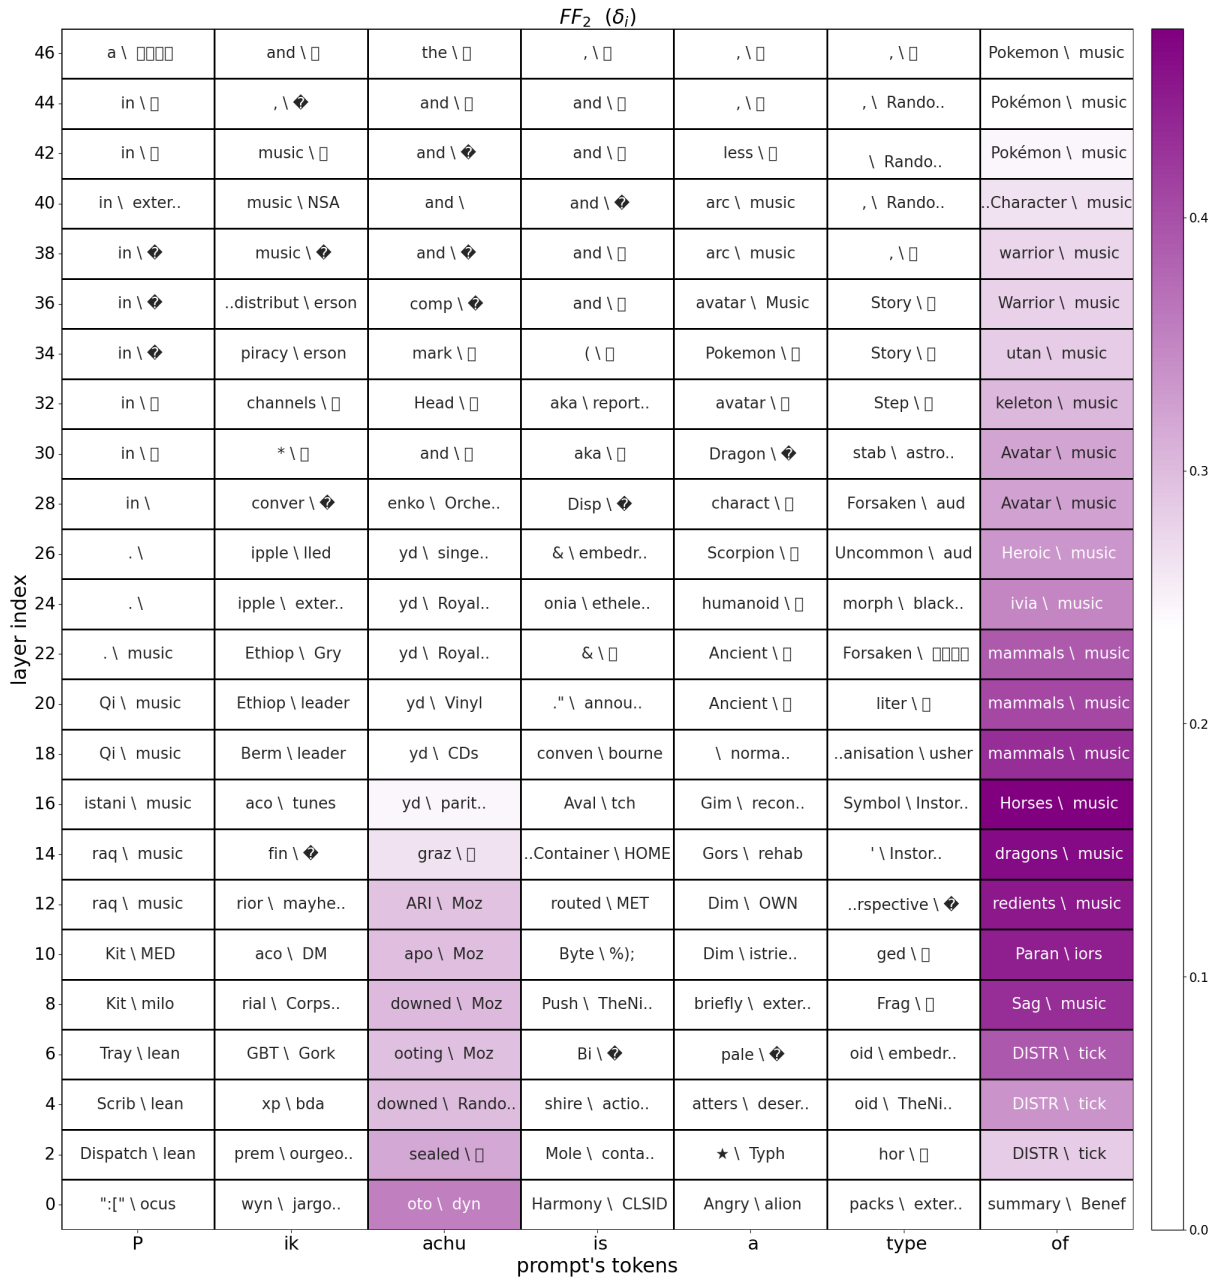 FF2 (δi)
46 a \ □□□□ and \ □ the \ □ , \ □ , \ □ , \ □ Pokemon \ music
44 in \ □ , \ � and \ □ and \ □ , \ □ , \ Rando.. Pokémon \ music
42 in \ □ music \ □ and \ � and \ □ less \ □ \ Rando.. Pokémon \ music
0.4
40 in \ exter.. music \ NSA and \ and \ � arc \ music , \ Rando.. ..Character \ music
38 in \ � music \ � and \ � and \ □ arc \ music , \ □ warrior \ music
36 in \ � ..distribut \ erson comp \ � and \ □ avatar \ Music Story \ □ Warrior \ music
34 in \ � piracy \ erson mark \ □ ( \ □ Pokemon \ □ Story \ □ utan \ music
32 in \ □ channels \ □ Head \ □ aka \ report.. avatar \ □ Step \ □ keleton \ music
30 in \ □ * \ □ and \ □ aka \ □ Dragon \ � stab \ astro.. Avatar \ music
0.3
28 in \ conver \ � enko \ Orche.. Disp \ � charact \ □ Forsaken \ aud Avatar \ music
26 . \ ipple \ lled yd \ singe.. & \ embedr.. Scorpion \ □ Uncommon \ aud Heroic \ music
24 . \ ipple \ exter.. yd \ Royal.. onia \ ethele.. humanoid \ □ morph \ black.. ivia \ music
layer index
22 . \ music Ethiop \ Gry yd \ Royal.. & \ □ Ancient \ □ Forsaken \ □□□□ mammals \ music
20 Qi \ music Ethiop \ leader yd \ Vinyl ." \ annou.. Ancient \ □ liter \ □ mammals \ music
0.2
18 Qi \ music Berm \ leader yd \ CDs conven \ bourne \ norma.. ..anisation \ usher mammals \ music
16 istani \ music aco \ tunes yd \ parit.. Aval \ tch Gim \ recon.. Symbol \ Instor.. Horses \ music
14 raq \ music fin \ � graz \ □ ..Container \ HOME Gors \ rehab ' \ Instor.. dragons \ music
12 raq \ music rior \ mayhe.. ARI \ Moz routed \ MET Dim \ OWN ..rspective \ � redients \ music
10 Kit \ MED aco \ DM apo \ Moz Byte \ %); Dim \ istrie.. ged \ □ Paran \ iors
0.1
8 Kit \ milo rial \ Corps.. downed \ Moz Push \ TheNi.. briefly \ exter.. Frag \ □ Sag \ music
6 Tray \ lean GBT \ Gork ooting \ Moz Bi \ � pale \ � oid \ embedr.. DISTR \ tick
4 Scrib \ lean xp \ bda downed \ Rando.. shire \ actio.. atters \ deser.. oid \ TheNi.. DISTR \ tick
2 Dispatch \ lean prem \ ourgeo.. sealed \ □ Mole \ conta.. ★ \ Typh hor \ □ DISTR \ tick
0 ":[" \ ocus wyn \ jargo.. oto \ dyn Harmony \ CLSID Angry \ alion packs \ exter.. summary \ Benef
0.0
P ik achu is a type of
prompt's tokens